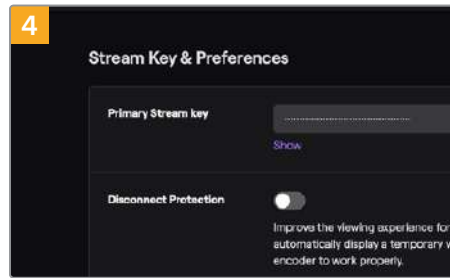 4
Stream Key & Preferences
Primary Stream key
Show
Disconnect Protection
Improve the viewing experience for
automatically display a temporary
encoder to work properly.